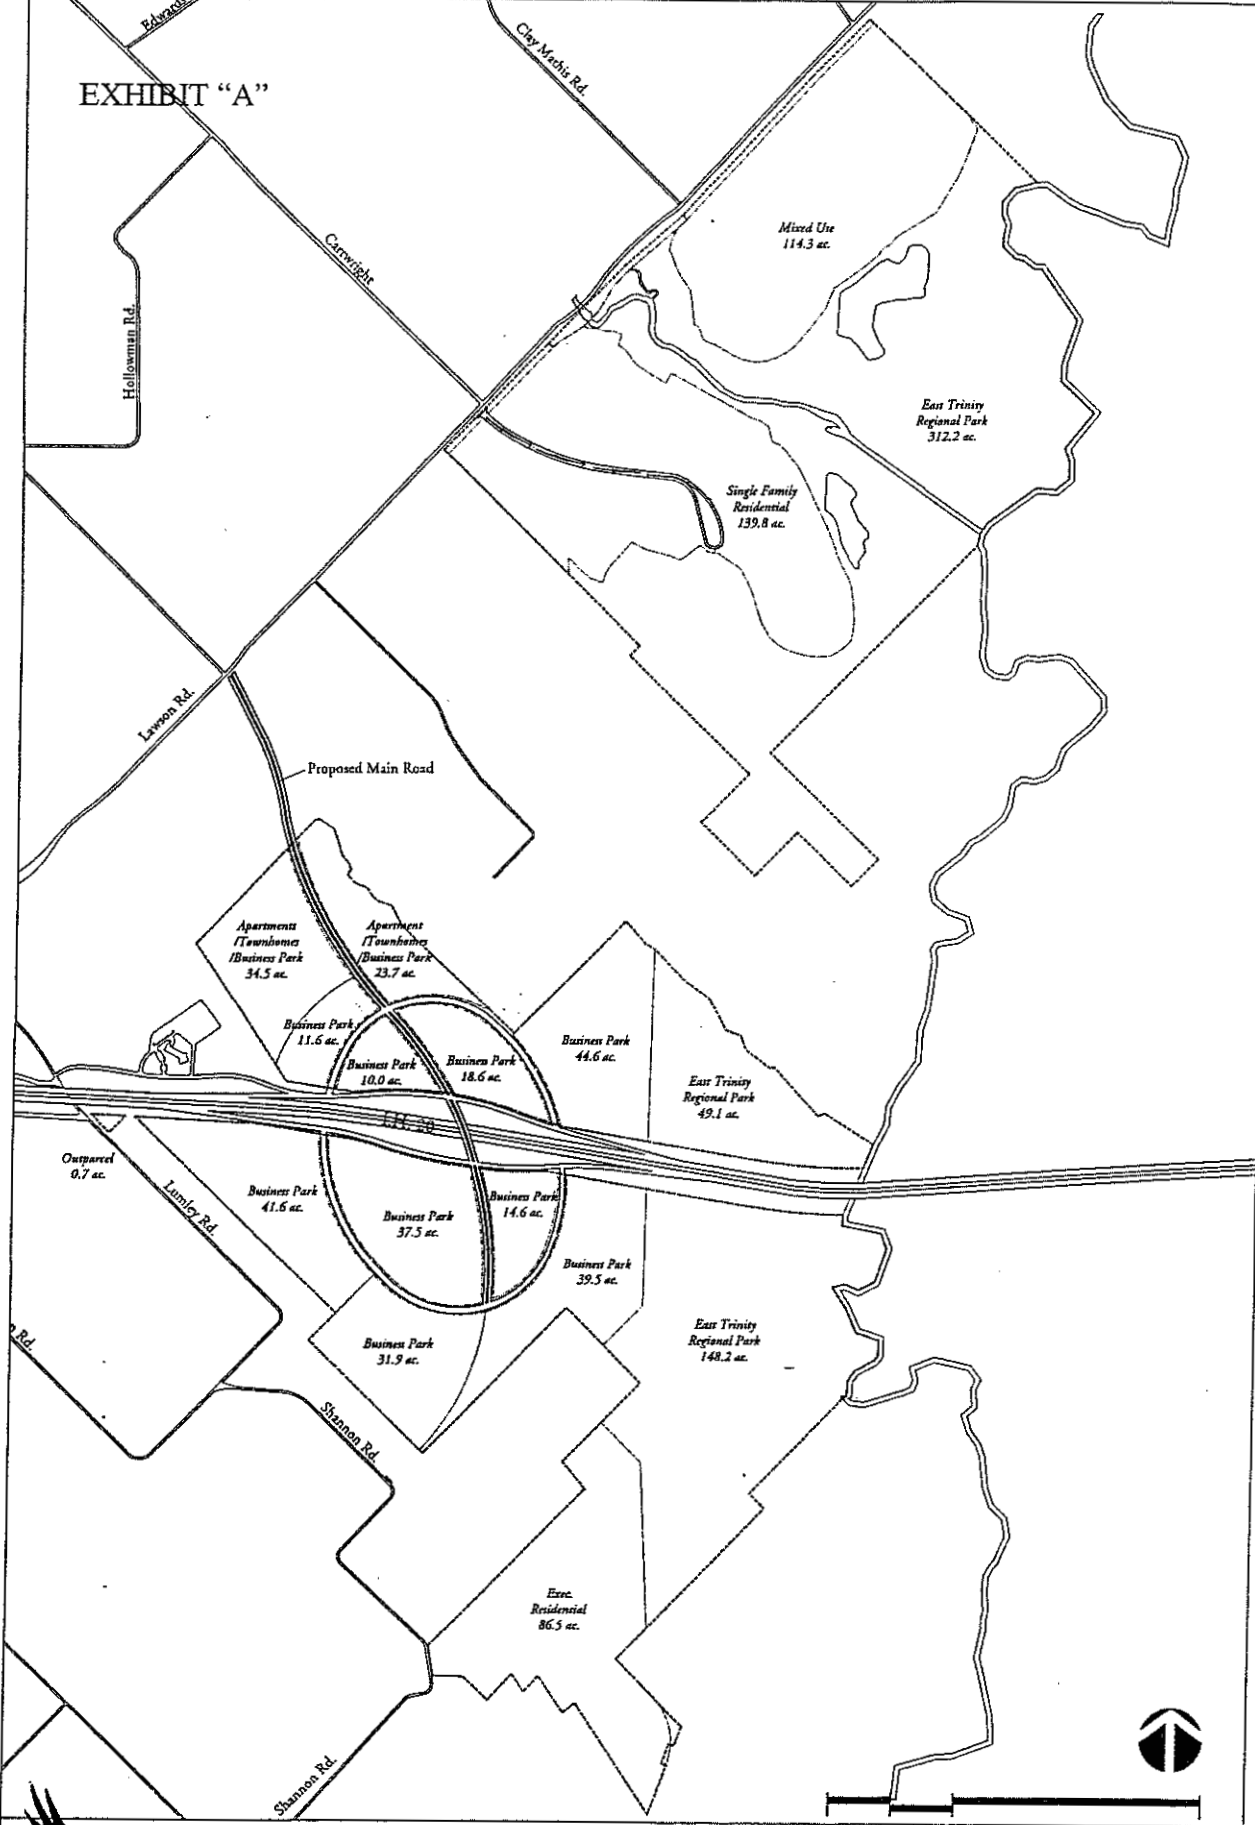 Edwards
Clay Mathis Rd.
EXHIBIT “A”
Mixed Use
114.3 ac.
Cartwright
Hollowman Rd.
East Trinity
Regional Park
312.2 ac.
Single Family
Residential
139.8 ac.
Lawson Rd.
Proposed Main Road
Apartments
/Townhomes
/Business Park
34.5 ac.
Apartment
/Townhomes
/Business Park
23.7 ac.
Business Park
11.6 ac.
Business Park
10.0 ac.
Business Park
18.6 ac.
Business Park
44.6 ac.
East Trinity
Regional Park
49.1 ac.
I.H. 20
Outparcel
0.7 ac.
Lumley Rd.
Business Park
41.6 ac.
Business Park
37.5 ac.
Business Park
14.6 ac.
Business Park
39.5 ac.
East Trinity
Regional Park
148.2 ac.
Business Park
31.9 ac.
Rd.
Shannon Rd.
Exec.
Residential
86.5 ac.
Shannon Rd.